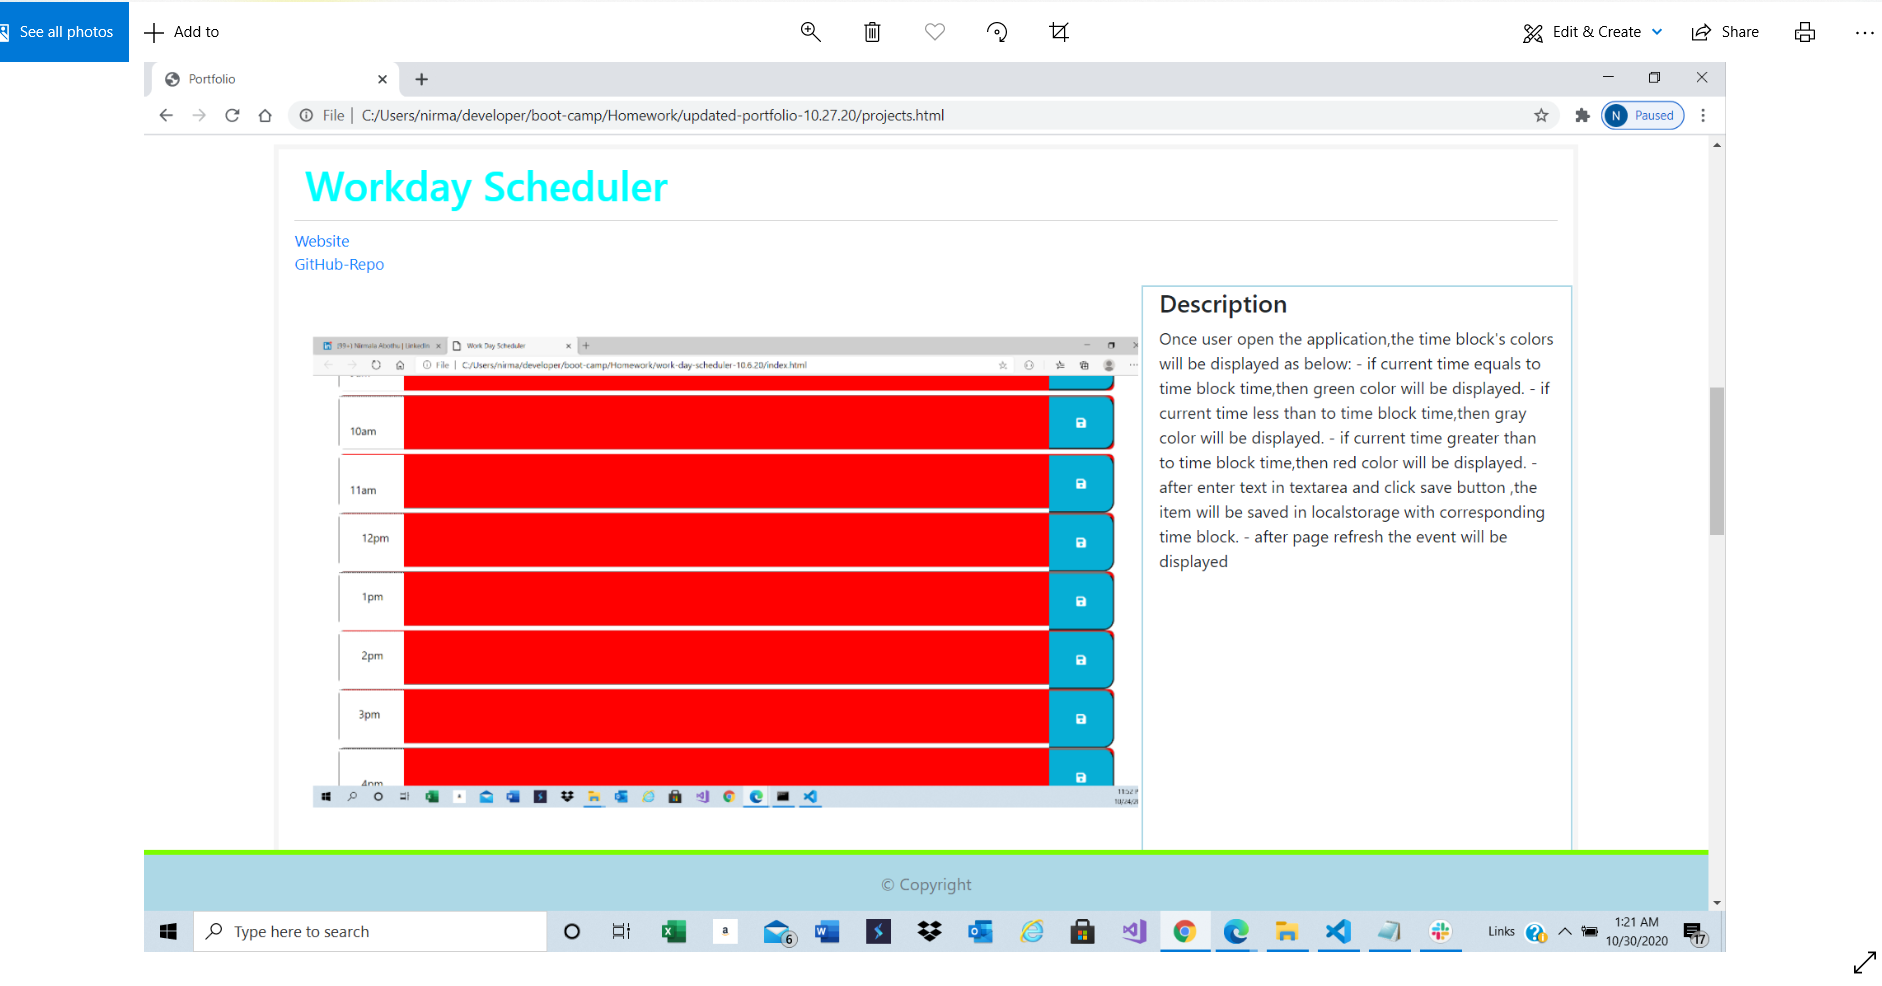 See all photos
Add to
Edit & Create
Share
Portfolio
File | C:/Users/nirma/developer/boot-camp/Homework/updated-portfolio-10.27.20/projects.html
N Paused
Workday Scheduler
Website
GitHub-Repo
(99+) Nirmala Abothu | LinkedIn
Work Day Scheduler
File | C:/Users/nirma/developer/boot-camp/Homework/work-day-scheduler-10.6.20/index.html
10am
11am
12pm
1pm
2pm
3pm
4pm
11:52
10/24/20
Description
Once user open the application,the time block's colors
will be displayed as below: - if current time equals to
time block time,then green color will be displayed. - if
current time less than to time block time,then gray
color will be displayed. - if current time greater than
to time block time,then red color will be displayed. -
after enter text in textarea and click save button ,the
item will be saved in localstorage with corresponding
time block. - after page refresh the event will be
displayed
© Copyright
Type here to search
a
6
Links
1:21 AM
10/30/2020
17